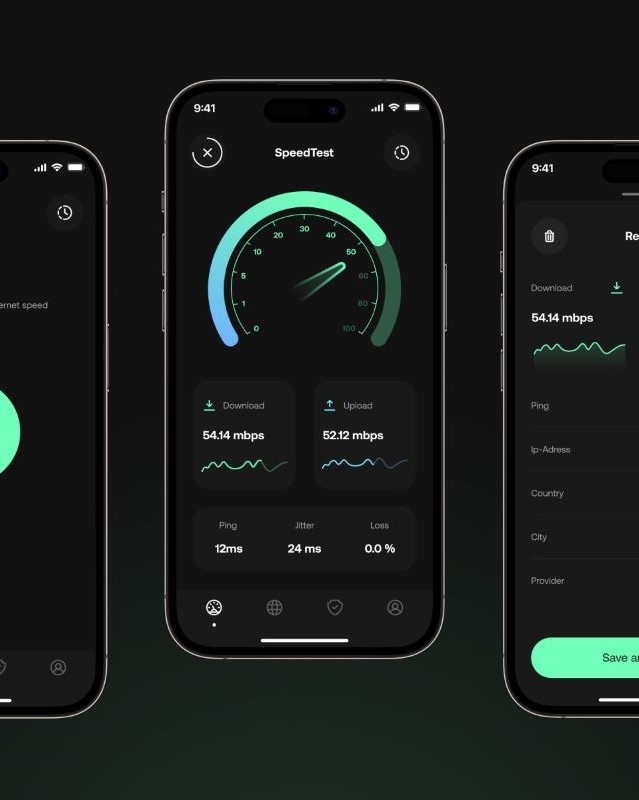 ernet speed
9:41
SpeedTest
0
1
5
10
20
30
40
50
60
80
100
Download
54.14 mbps
Upload
52.12 mbps
Ping
Jitter
Loss
12ms
24 ms
0.0 %
9:41
Re
Download
54.14 mbps
Ping
Ip-Adress
Country
City
Provider
Save ar